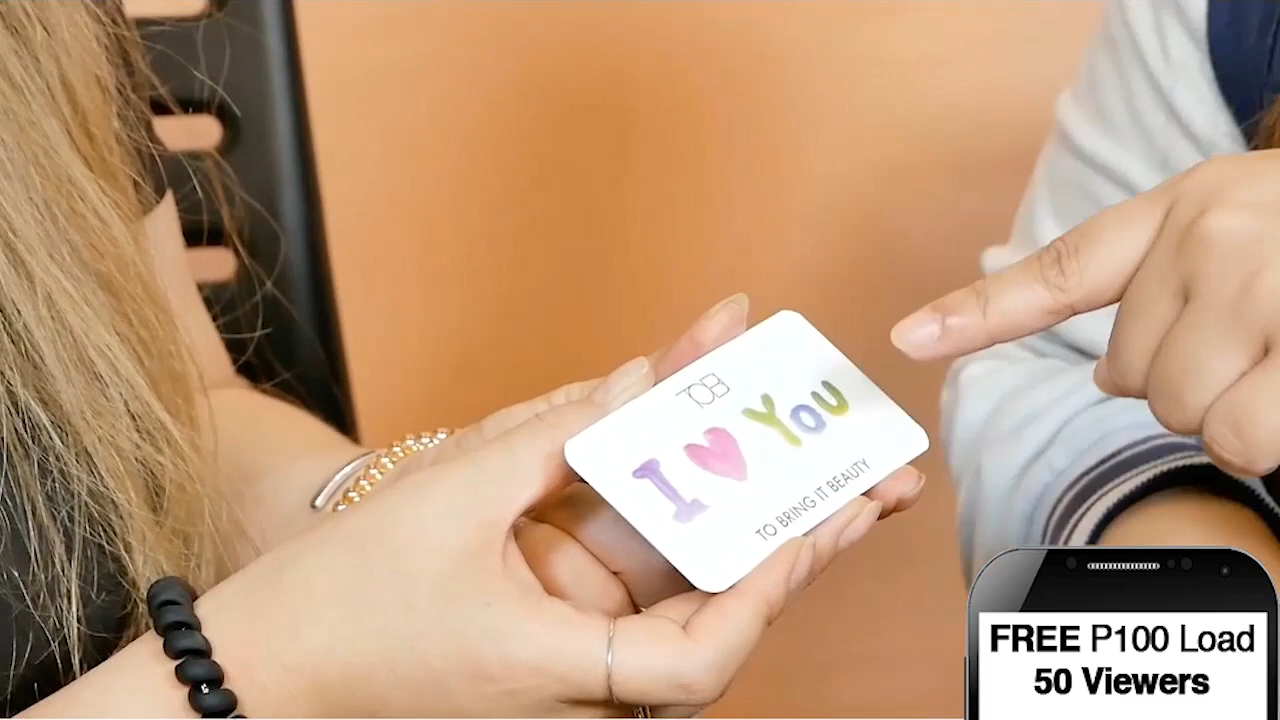 TOB
I ♥ You
TO BRING IT BEAUTY
FREE P100 Load
50 Viewers